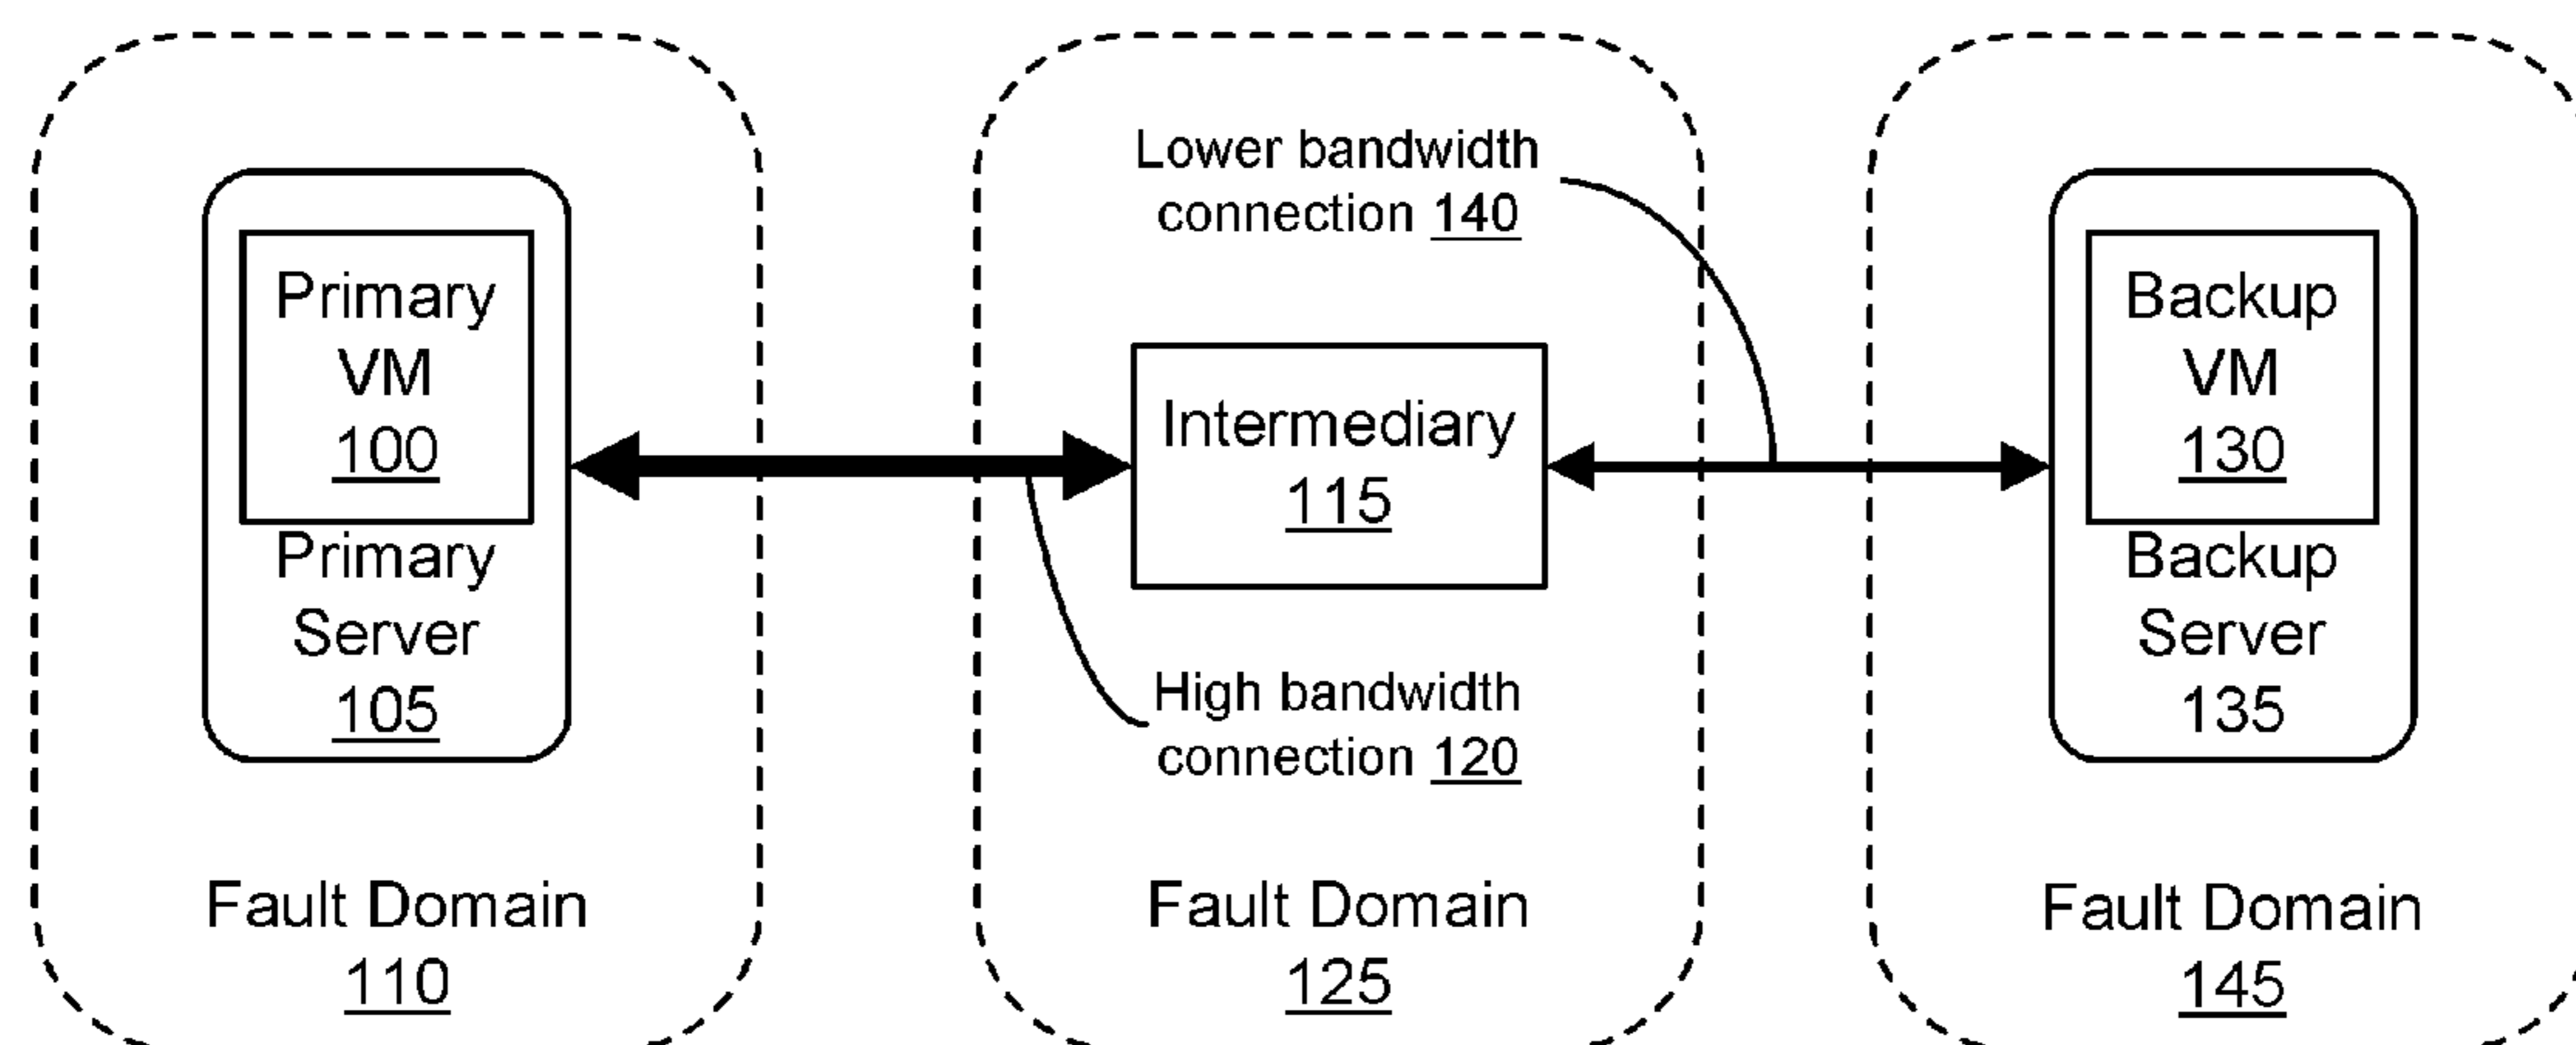 Primary
VM
100
Primary
Server
105
Fault Domain
110
Lower bandwidth
connection 140
Intermediary
115
High bandwidth
connection 120
Fault Domain
125
Backup
VM
130
Backup
Server
135
Fault Domain
145